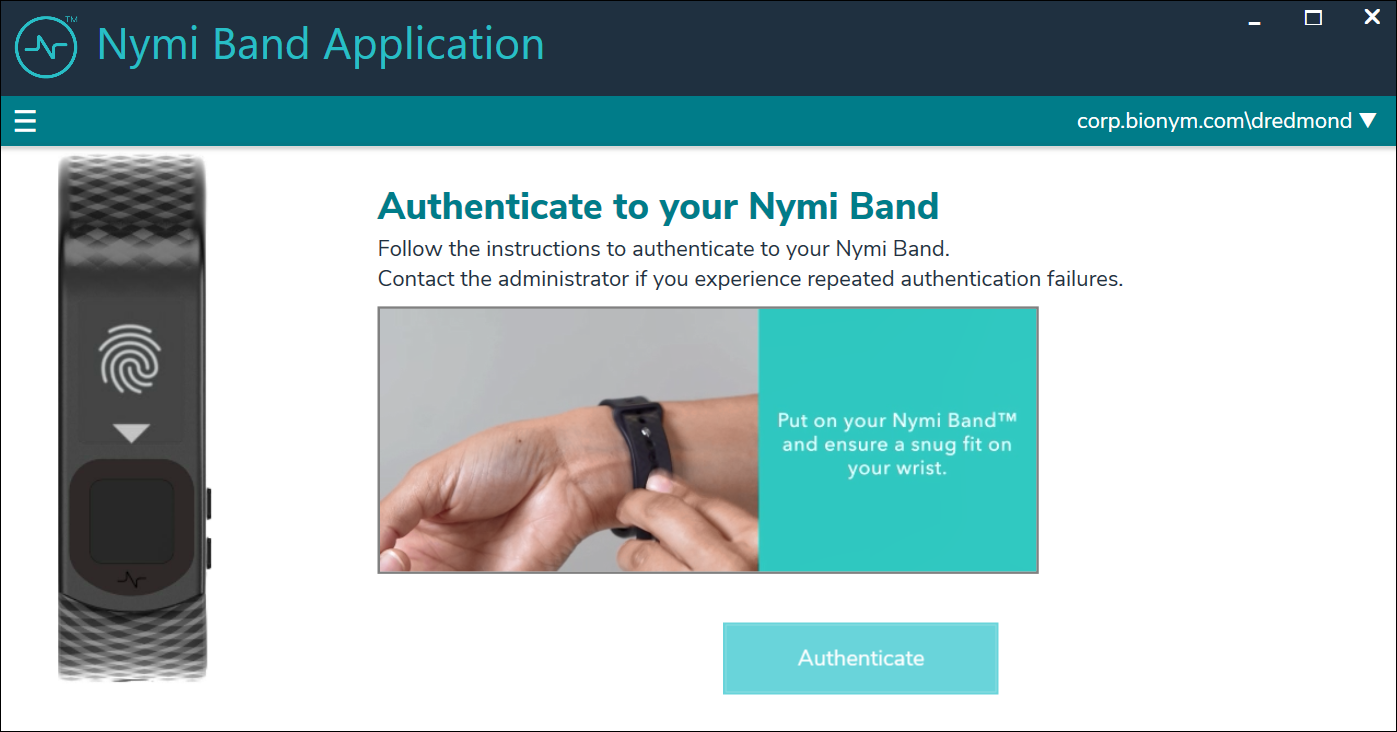 TM
Nymi Band Application
corp.bionym.com\dredmond ▼
Authenticate to your Nymi Band
Follow the instructions to authenticate to your Nymi Band.
Contact the administrator if you experience repeated authentication failures.
Put on your Nymi Band™
and ensure a snug fit on
your wrist.
Authenticate